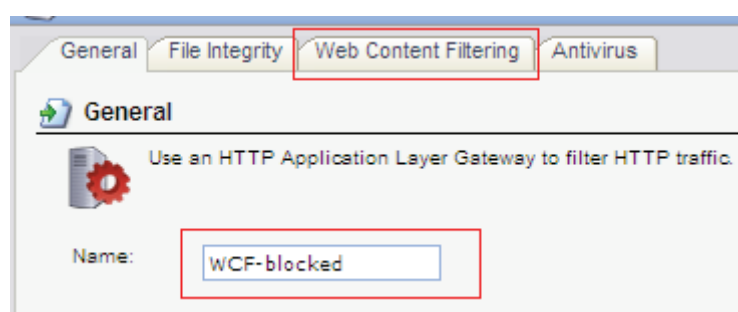 General File Integrity Web Content Filtering Antivirus
General
Use an HTTP Application Layer Gateway to filter HTTP traffic.
Name: WCF-blocked